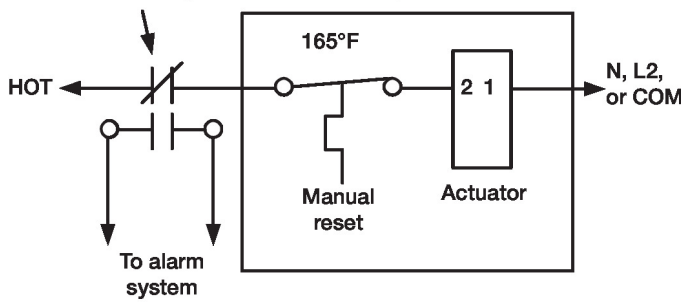 165°F
HOT
2 1
N, L2,
or COM
Manual
reset
Actuator
To alarm
system